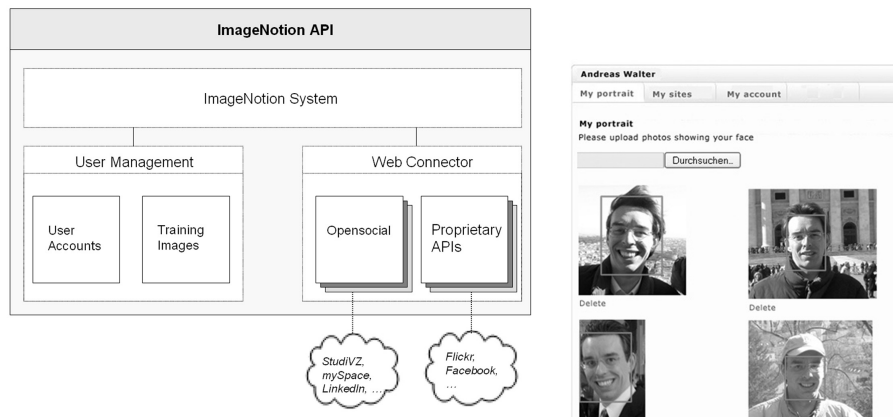 ImageNotion API
ImageNotion System
User Management
Web Connector
User
Accounts
Training
Images
Opensocial
Proprietary
APIs
StudiVZ,
mySpace,
LinkedIn, ...
Flickr,
Facebook,
...
Andreas Walter
My portrait
My sites
My account
My portrait
Please upload photos showing your face
Durchsuchen..
Delete
Delete